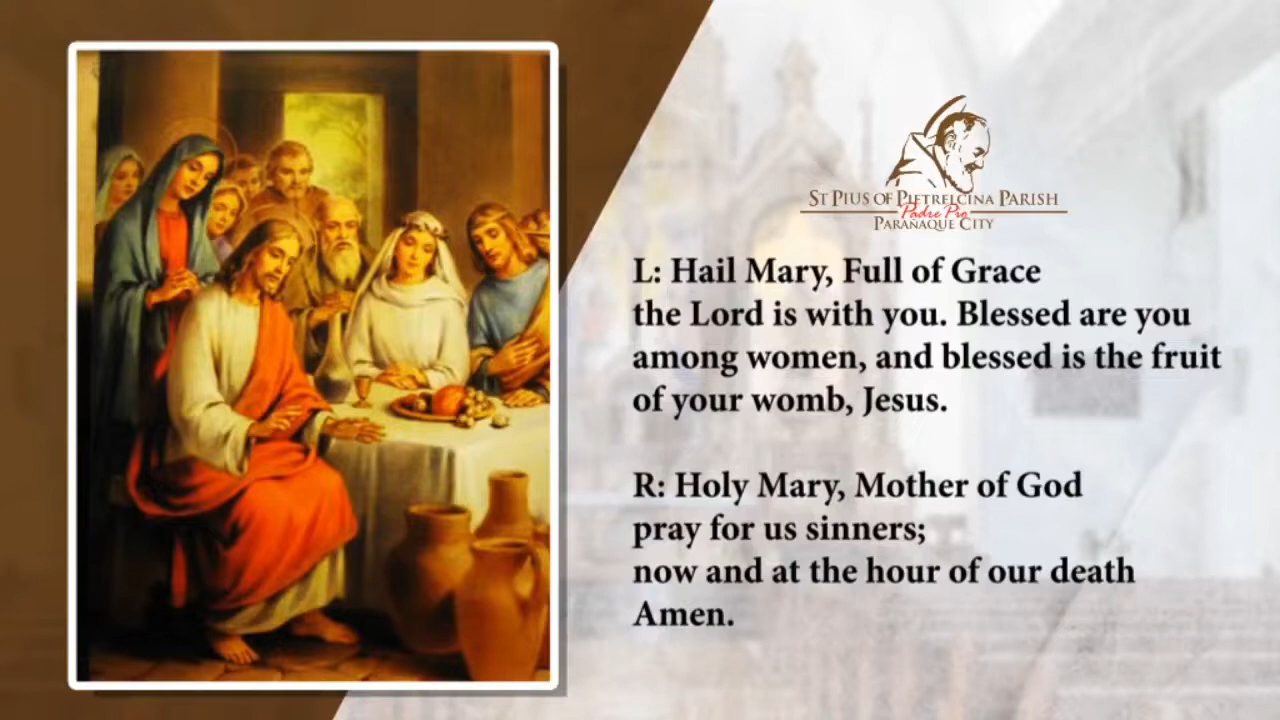 St Pius of Pietrelcina Parish
Padre Pio
Parañaque City
L: Hail Mary, Full of Grace
the Lord is with you. Blessed are you
among women, and blessed is the fruit
of your womb, Jesus.
R: Holy Mary, Mother of God
pray for us sinners;
now and at the hour of our death
Amen.